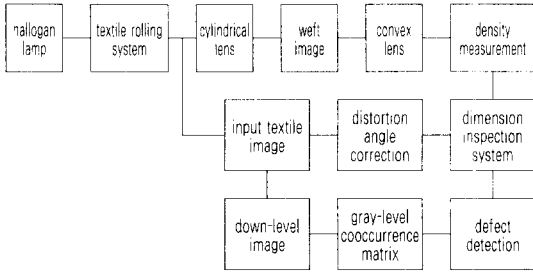 hallogan
lamp
textile rolling
system
cylindrical
lens
weft
image
convex
lens
density
measurement
input textile
image
distortion
angle
correction
dimension
inspection
system
down-level
image
gray-level
cooccurrence
matrix
defect
detection